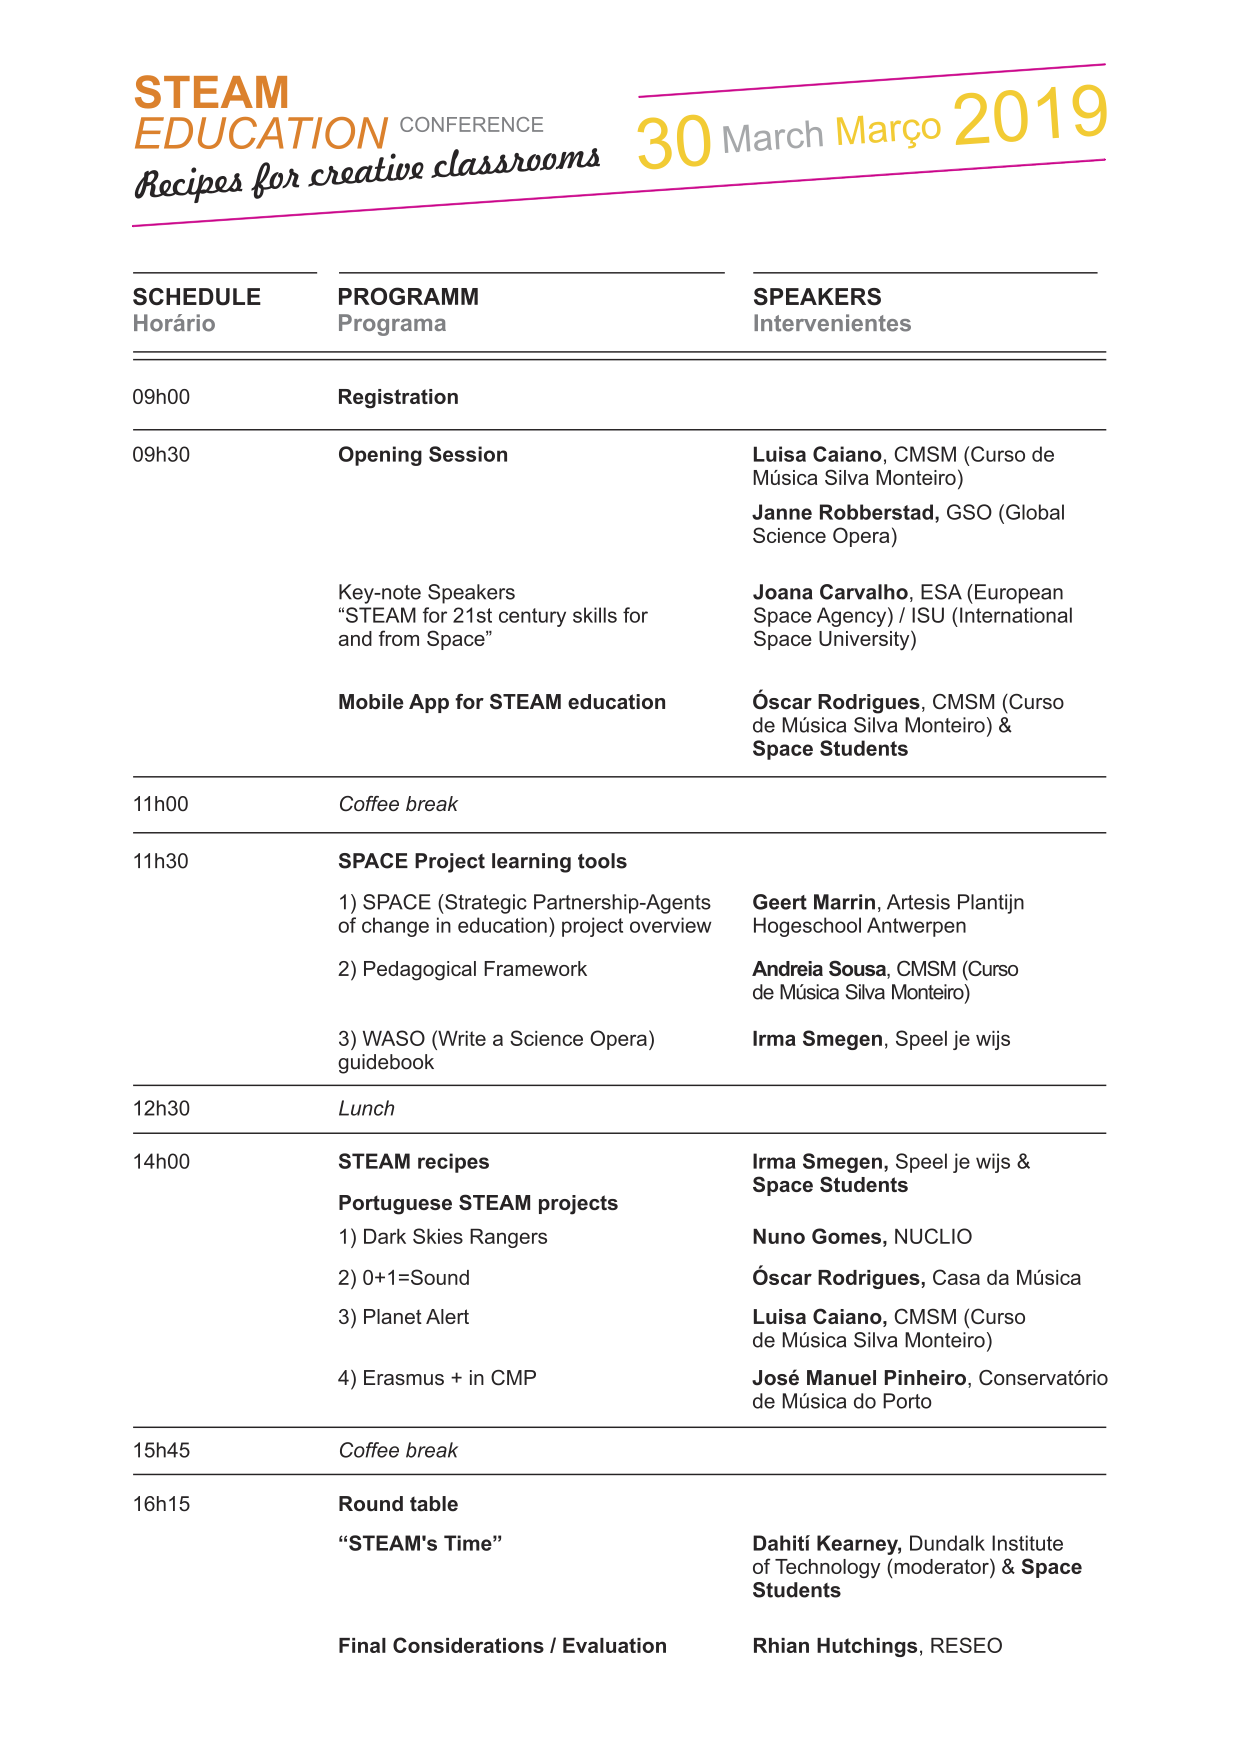 STEAM
EDUCATION CONFERENCE
Recipes for creative classrooms
30 March Março 2019
SCHEDULE PROGRAMM SPEAKERS
Horário Programa Intervenientes
09h00 Registration
09h30 Opening Session Luisa Caiano, CMSM (Curso de
Música Silva Monteiro)
Janne Robberstad, GSO (Global
Science Opera)
Key-note Speakers Joana Carvalho, ESA (European
“STEAM for 21st century skills for Space Agency) / ISU (International
and from Space” Space University)
Mobile App for STEAM education Óscar Rodrigues, CMSM (Curso
de Música Silva Monteiro) &
Space Students
11h00 Coffee break
11h30 SPACE Project learning tools
1) SPACE (Strategic Partnership-Agents Geert Marrin, Artesis Plantijn
of change in education) project overview Hogeschool Antwerpen
2) Pedagogical Framework Andreia Sousa, CMSM (Curso
de Música Silva Monteiro)
3) WASO (Write a Science Opera) Irma Smegen, Speel je wijs
guidebook
12h30 Lunch
14h00 STEAM recipes Irma Smegen, Speel je wijs &
Space Students
Portuguese STEAM projects
1) Dark Skies Rangers Nuno Gomes, NUCLIO
2) 0+1=Sound Óscar Rodrigues, Casa da Música
3) Planet Alert Luisa Caiano, CMSM (Curso
de Música Silva Monteiro)
4) Erasmus + in CMP José Manuel Pinheiro, Conservatório
de Música do Porto
15h45 Coffee break
16h15 Round table
“STEAM's Time” Dahití Kearney, Dundalk Institute
of Technology (moderator) & Space
Students
Final Considerations / Evaluation Rhian Hutchings, RESEO